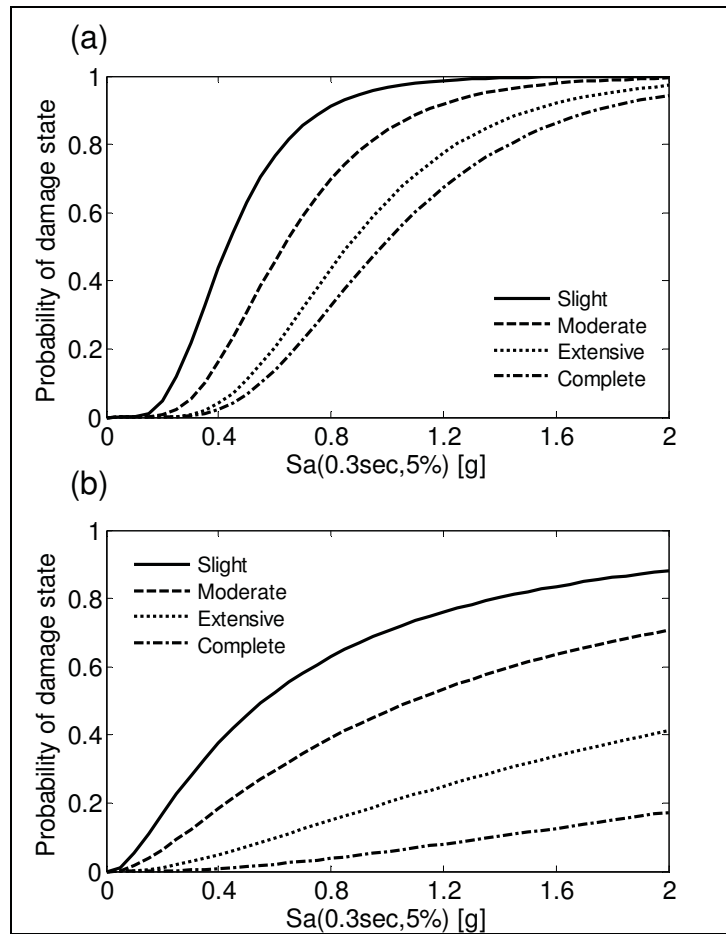 (a)
1
0.8
0.6
0.4
0.2
0
Probability of damage state
Slight
Moderate
Extensive
Complete
0 0.4 0.8 1.2 1.6 2
Sa(0.3sec,5%) [g]
(b)
1
0.8
0.6
0.4
0.2
0
Probability of damage state
Slight
Moderate
Extensive
Complete
0 0.4 0.8 1.2 1.6 2
Sa(0.3sec,5%) [g]